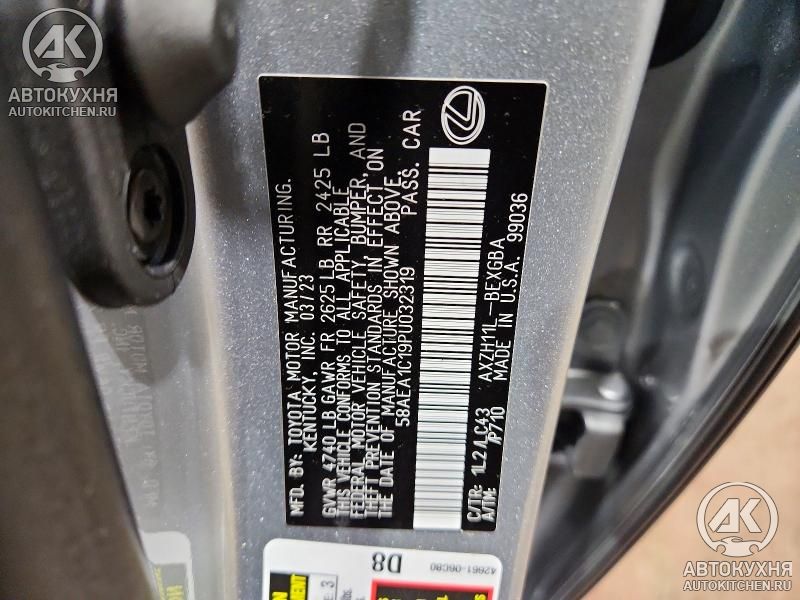 АВТОКУХНЯ
AUTOKITCHEN.RU
MFD. BY: TOYOTA MOTOR MANUFACTURING.
KENTUCKY, INC. 03/23
GVWR 4740 LB GAWR FR 2625 LB RR 2425 LB
THIS VEHICLE CONFORMS TO ALL APPLICABLE
FEDERAL MOTOR VEHICLE SAFETY, BUMPER, AND
THEFT PREVENTION STANDARDS IN EFFECT ON
DATE OF MANUFACTURE SHOWN ABOVE.
58AEA1C19PU032319 PASS. CAR
C/TR: 1L2/LC43 AXZH11L-BEXGBA
A/TM: /P710 MADE IN U.S.A. 99036
D8
42661-06C80
АВТОКУХНЯ
AUTOKITCHEN.RU